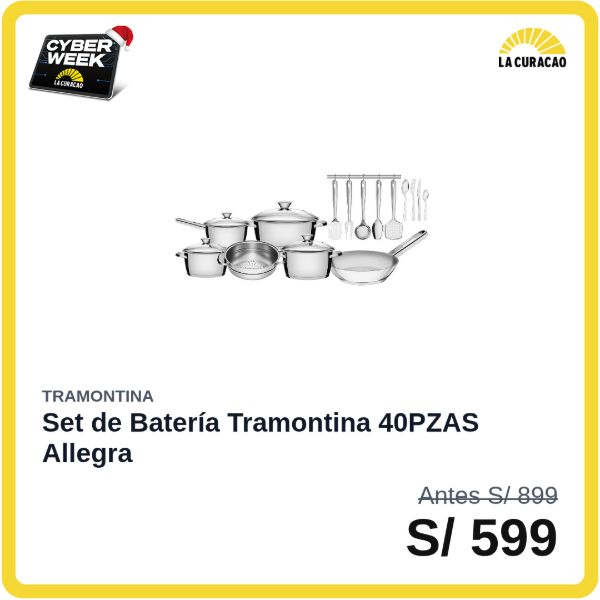 CYBER
WEEK
LA CURACAO
LA CURACAO
TRAMONTINA
Set de Batería Tramontina 40PZAS
Allegra
Antes S/ 899
S/ 599